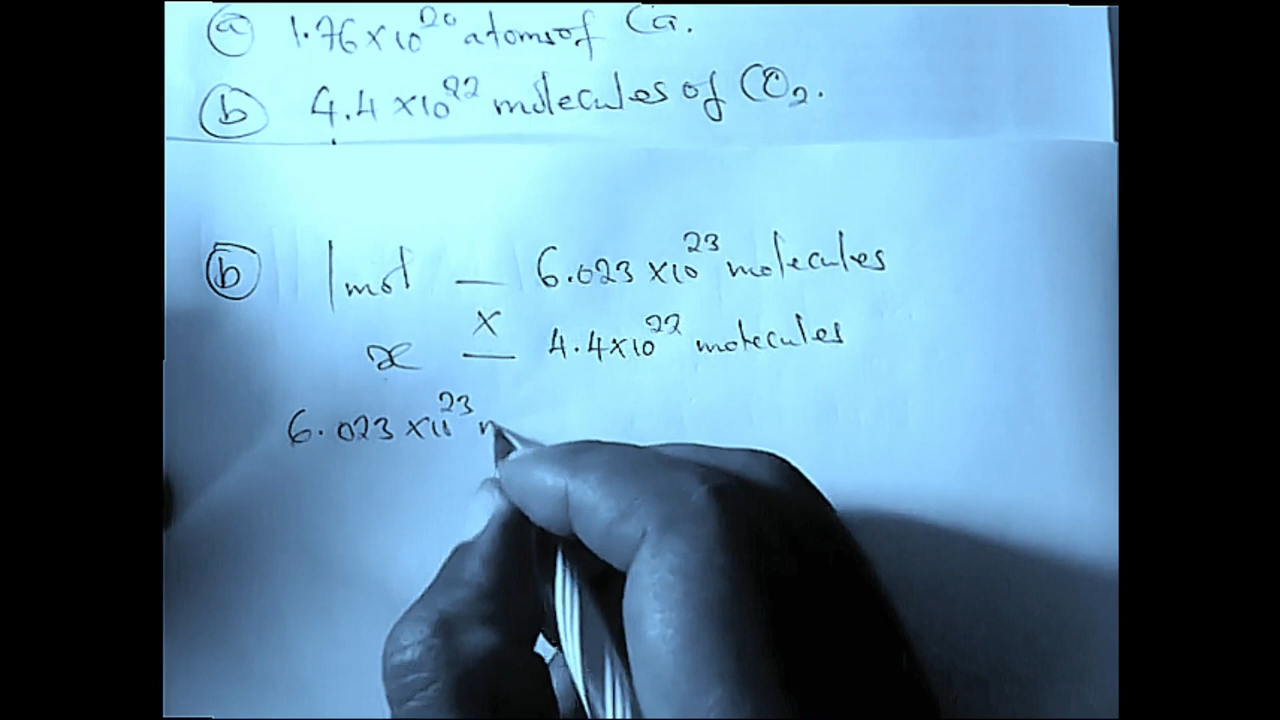 (a) 1.76 x 10²⁰ atoms of Ca.
(b) 4.4 x 10²² molecules of CO₂.
(b) 1 mol — 6.023 x 10²³ molecules
x
x — 4.4 x 10²² molecules
6.023 x 10²³